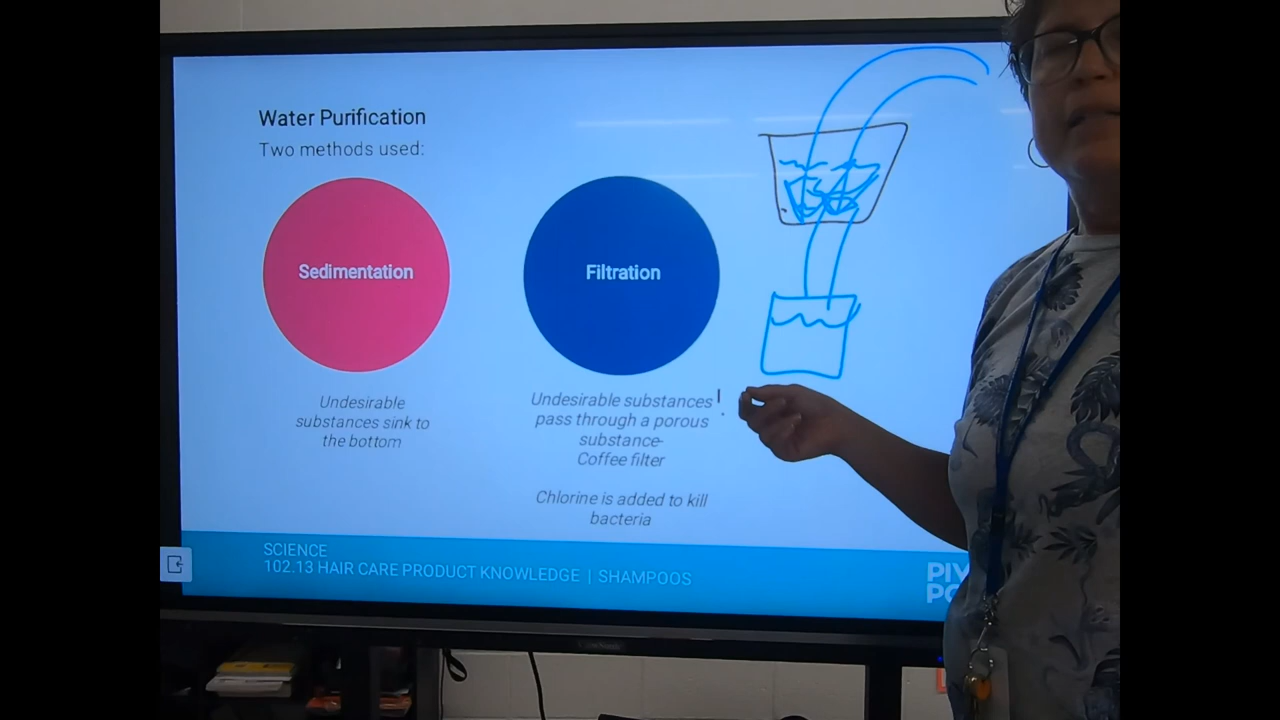 Water Purification
Two methods used:
Sedimentation
Filtration
Undesirable
substances sink to
the bottom
Undesirable substances
pass through a porous
substance-
Coffee filter
Chlorine is added to kill
bacteria
SCIENCE
102.13 HAIR CARE PRODUCT KNOWLEDGE | SHAMPOOS